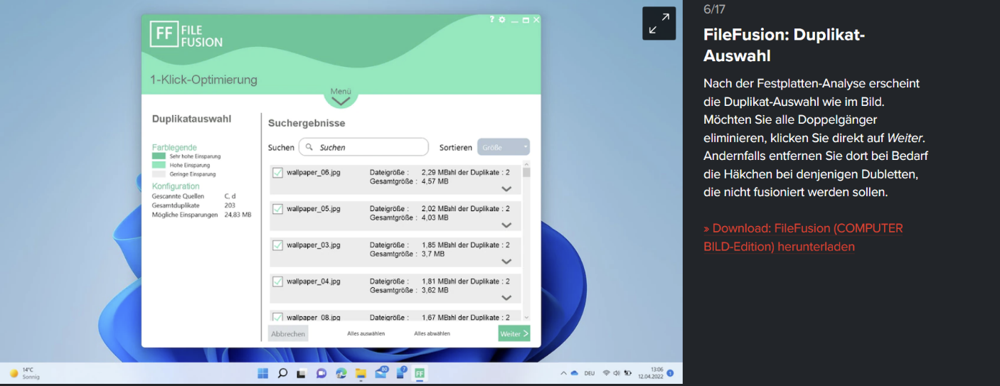 FF FILE
FUSION
?
1-Klick-Optimierung
Menü
Duplikatauswahl
Farblegende
Sehr hohe Einsparung
Hohe Einsparung
Geringe Einsparung
Konfiguration
Gescannte Quellen C, d
Gesamtduplikate 203
Mögliche Einsparungen 24,83 MB
Suchergebnisse
Suchen Suchen Sortieren Größe
wallpaper_06.jpg Dateigröße : 2,29 MBahl der Duplikate : 2
Gesamtgröße : 4,57 MB
wallpaper_05.jpg Dateigröße : 2,02 MBahl der Duplikate : 2
Gesamtgröße : 4,03 MB
wallpaper_03.jpg Dateigröße : 1,85 MBahl der Duplikate : 2
Gesamtgröße : 3,7 MB
wallpaper_04.jpg Dateigröße : 1,81 MBahl der Duplikate : 2
Gesamtgröße : 3,62 MB
wallpaper_08.jpg Dateigröße : 1,67 MBahl der Duplikate : 2
Abbrechen Alles auswählen Alles abwählen Weiter
14°C
Sonnig
80
7
FF
DEU
13:06
12.04.2022
1
6/17
FileFusion: Duplikat-
Auswahl
Nach der Festplatten-Analyse erscheint
die Duplikat-Auswahl wie im Bild.
Möchten Sie alle Doppelgänger
eliminieren, klicken Sie direkt auf Weiter.
Andernfalls entfernen Sie dort bei Bedarf
die Häkchen bei denjenigen Dubletten,
die nicht fusioniert werden sollen.
» Download: FileFusion (COMPUTER
BILD-Edition) herunterladen